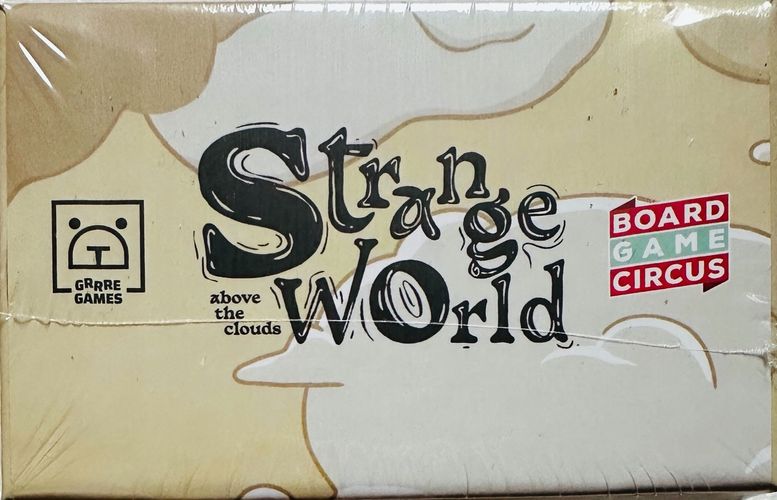 Strange
World
above
the
clouds
GRRRE
GAMES
BOARD
GAME
CIRCUS